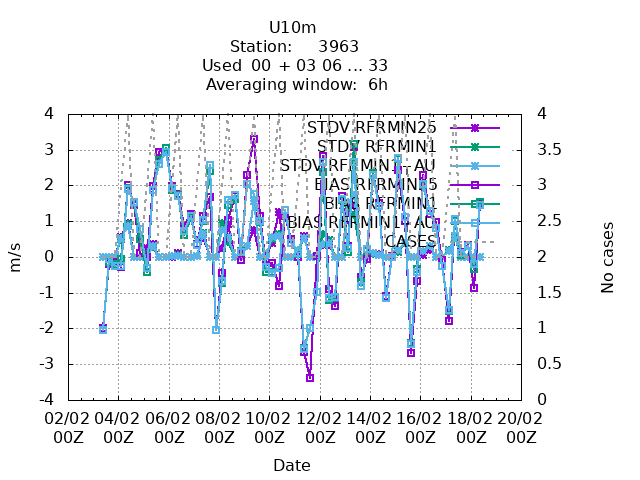 U10m
Station: 3963
Used 00 + 03 06 ... 33
Averaging window: 6h
4 4
STDV RFRMIN25
3 3.5
STDV RFRMIN1
STDV RFRMIN1_AU
2 3
BIAS RFRMIN25
BIAS RFRMIN1
1 2.5
BIAS RFRMIN1_AU
CASES
0 2
-1 1.5
-2 1
-3 0.5
-4 0
m/s
No cases
02/02 04/02 06/02 08/02 10/02 12/02 14/02 16/02 18/02 20/02
00Z 00Z 00Z 00Z 00Z 00Z 00Z 00Z 00Z 00Z
Date